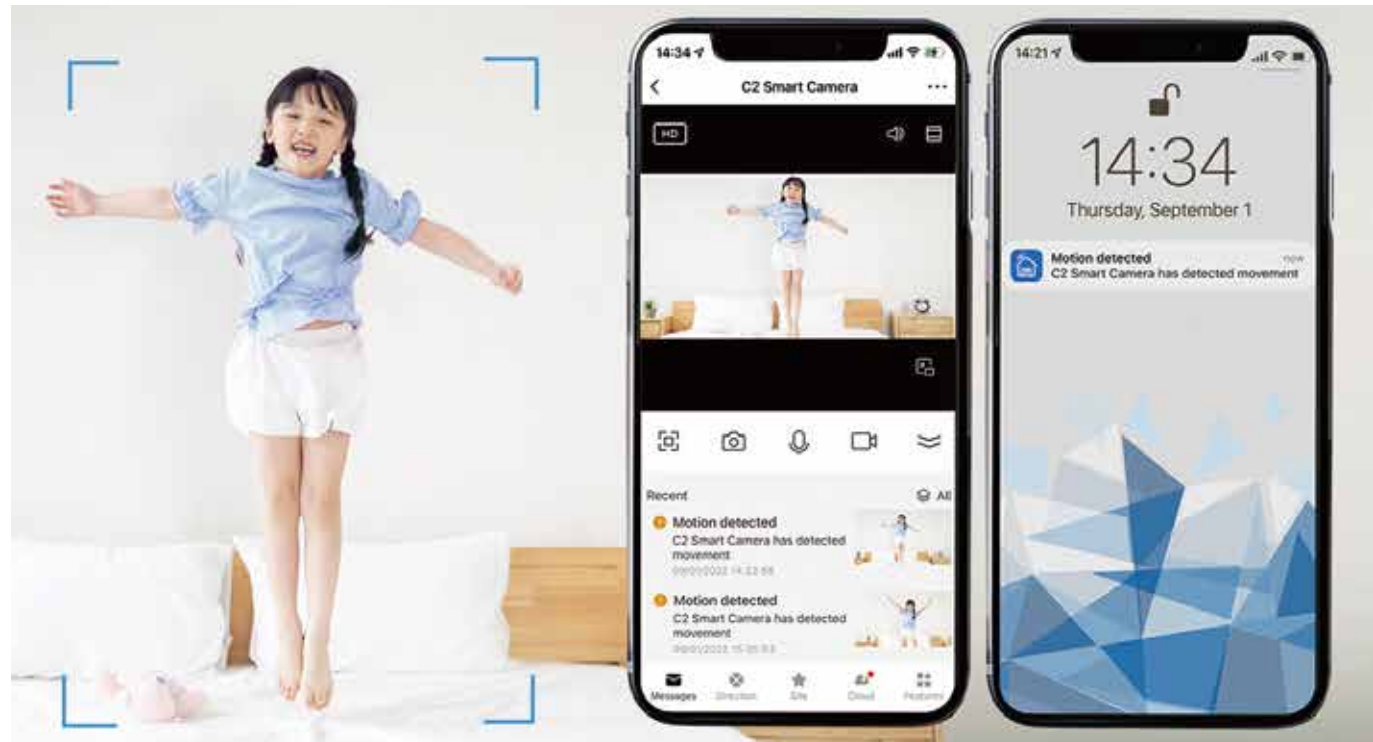 14:34
C2 Smart Camera
HD
Recent
All
Motion detected
C2 Smart Camera has detected
movement
Motion detected
C2 Smart Camera has detected
movement
Messages
Direction
Site
Cloud
Features
14:21
14:34
Thursday, September 1
Motion detected
now
C2 Smart Camera has detected movement